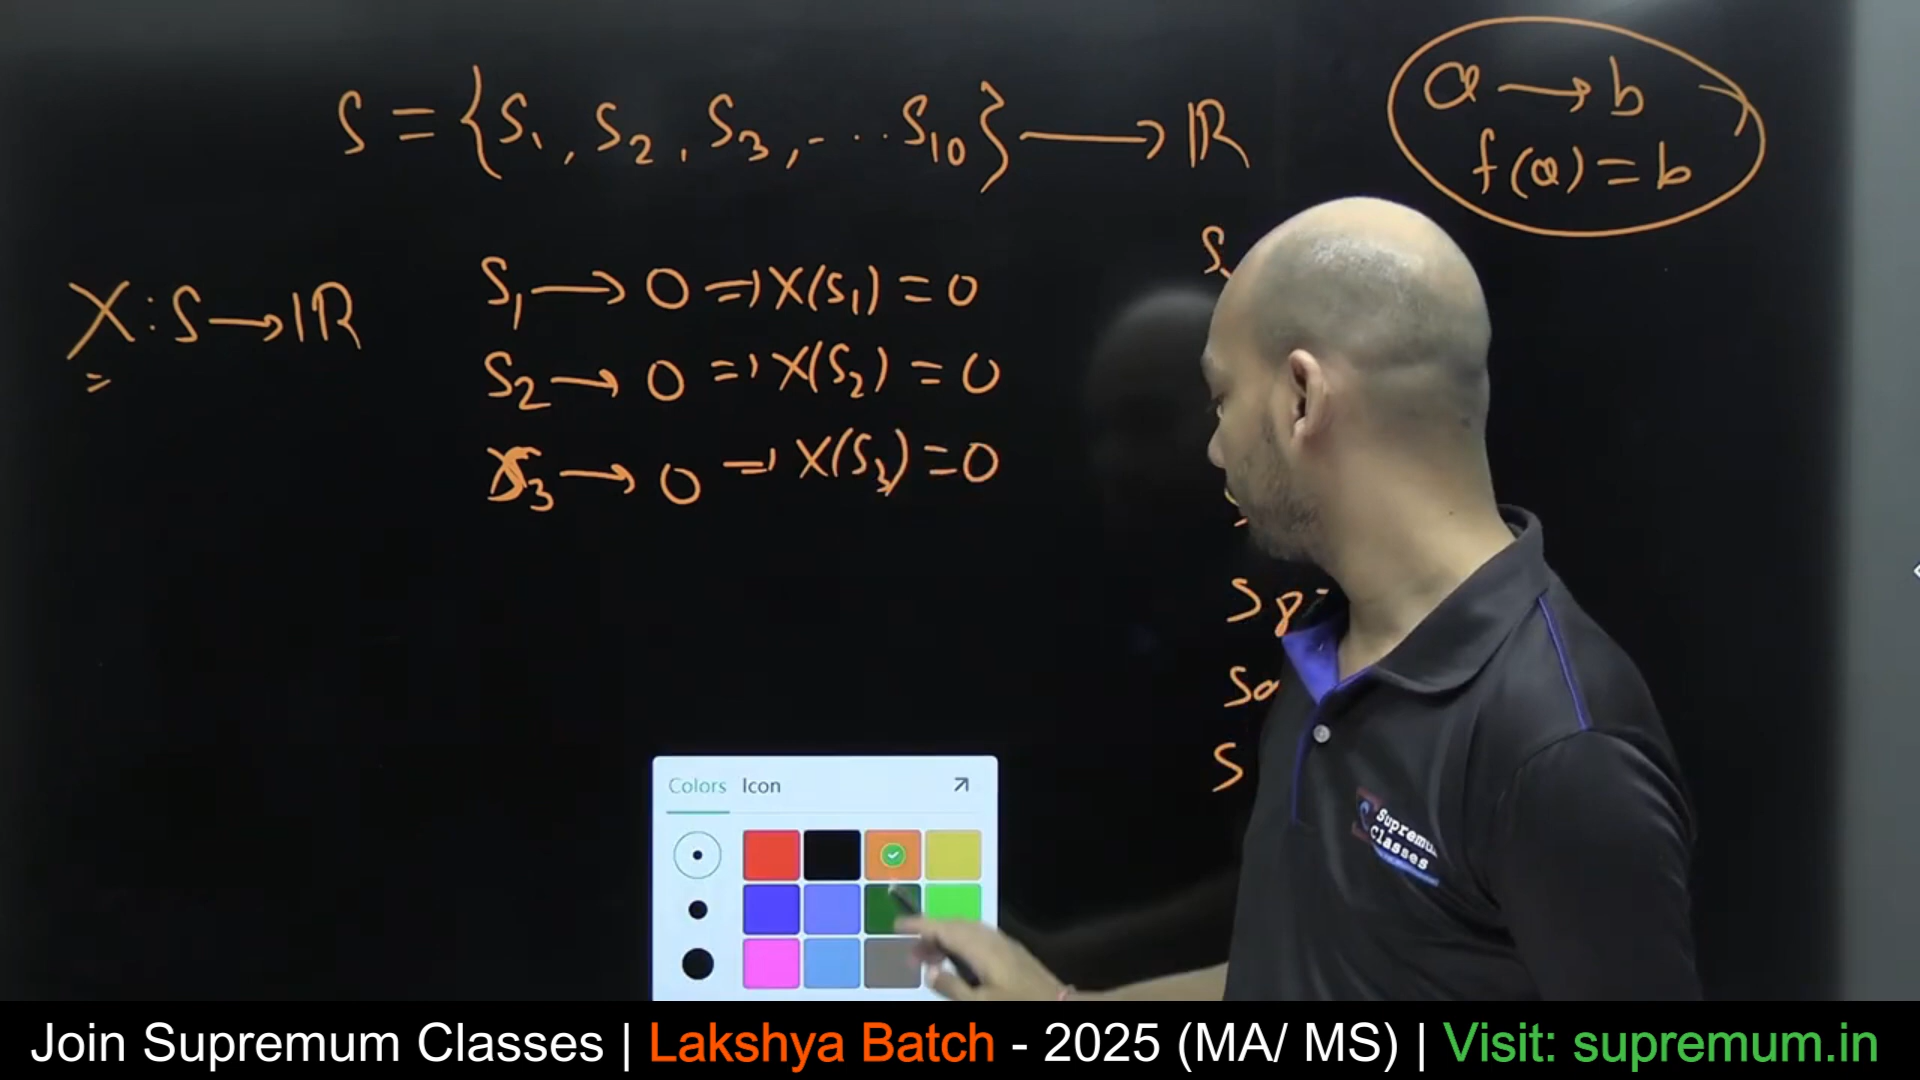 S = {S₁, S₂, S₃, ... S₁₀} ⟶ ℝ
a ⟶ b
f(a) = b
X : S ⟶ ℝ
S₁ ⟶ 0 ⇒ X(S₁) = 0
S₂ ⟶ 0 ⇒ X(S₂) = 0
S₃ ⟶ 0 ⇒ X(S₃) = 0
S
S₈
S
S
Colors Icon
Classes
Join Supremum Classes | Lakshya Batch - 2025 (MA/ MS) | Visit: supremum.in